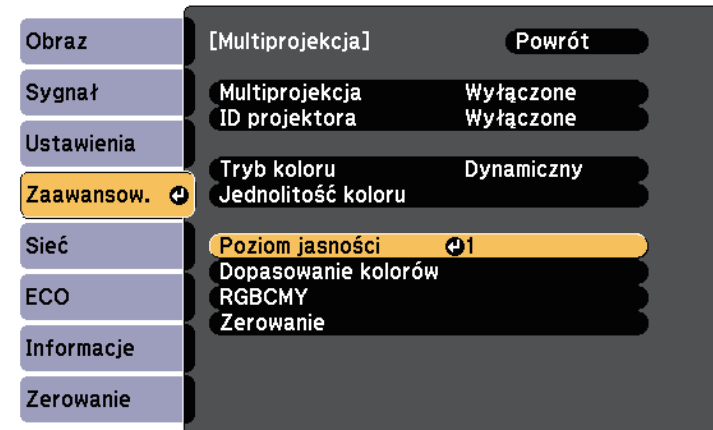 Obraz
Sygnał
Ustawienia
Zaawansow.
Sieć
ECO
Informacje
Zerowanie
[Multiprojekcja] Powrót
Multiprojekcja Wyłączone
ID projektora Wyłączone
Tryb koloru Dynamiczny
Jednolitość koloru
Poziom jasności 1
Dopasowanie kolorów
RGBCMY
Zerowanie